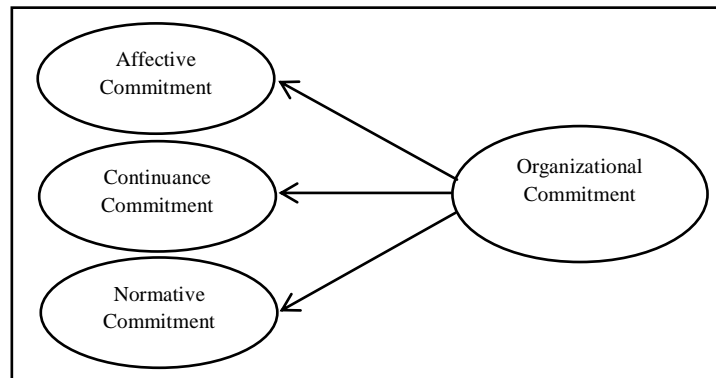 Affective
Commitment
Continuance
Commitment
Normative
Commitment
Organizational
Commitment